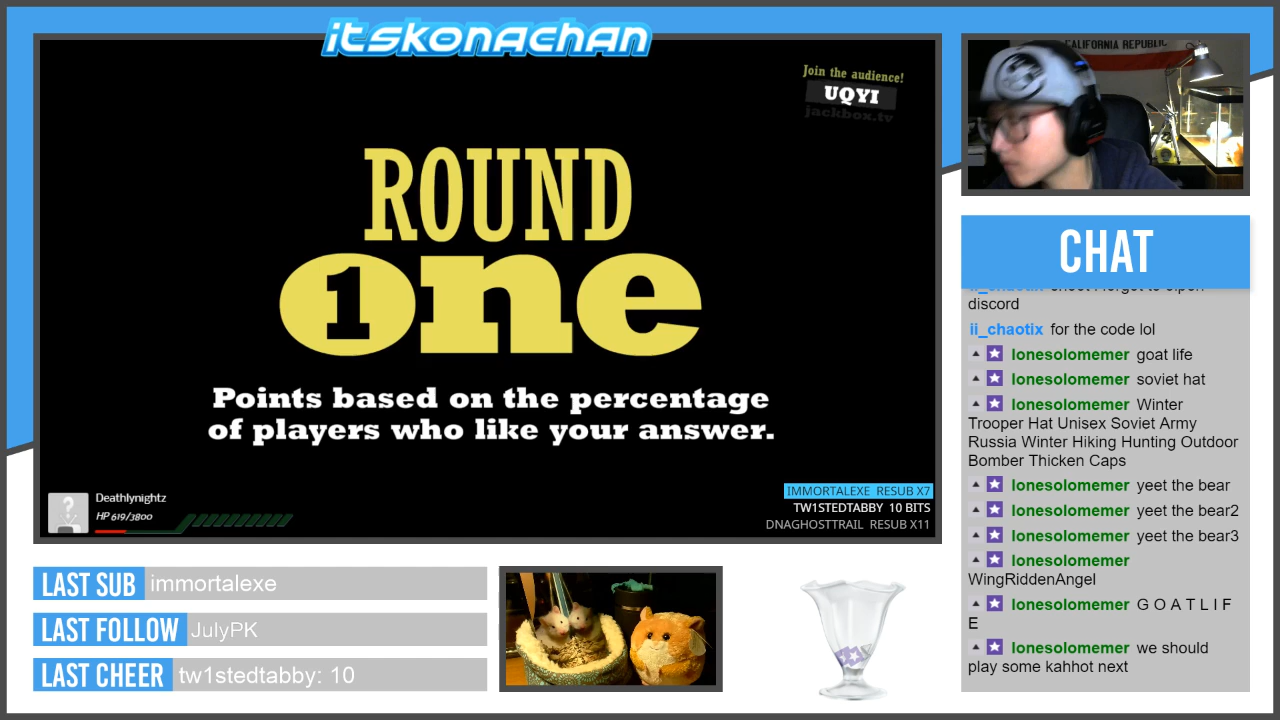 itskonachan
Join the audience!
UQYI
jackbox.tv
ROUND
1 one
Points based on the percentage
of players who like your answer.
Deathlynightz
HP 619/3800
IMMORTALEXE RESUB X7
TW1STEDTABBY 10 BITS
DNAGHOSTTRAIL RESUB X11
LAST SUB immortalexe
LAST FOLLOW JulyPK
LAST CHEER tw1stedtabby: 10
CALIFORNIA REPUBLIC
CHAT
discord
ii_chaotix for the code lol
lonesolomemer goat life
lonesolomemer soviet hat
lonesolomemer Winter
Trooper Hat Unisex Soviet Army
Russia Winter Hiking Hunting Outdoor
Bomber Thicken Caps
lonesolomemer yeet the bear
lonesolomemer yeet the bear2
lonesolomemer yeet the bear3
lonesolomemer
WingRiddenAngel
lonesolomemer G O A T L I F
E
lonesolomemer we should
play some kahhot next